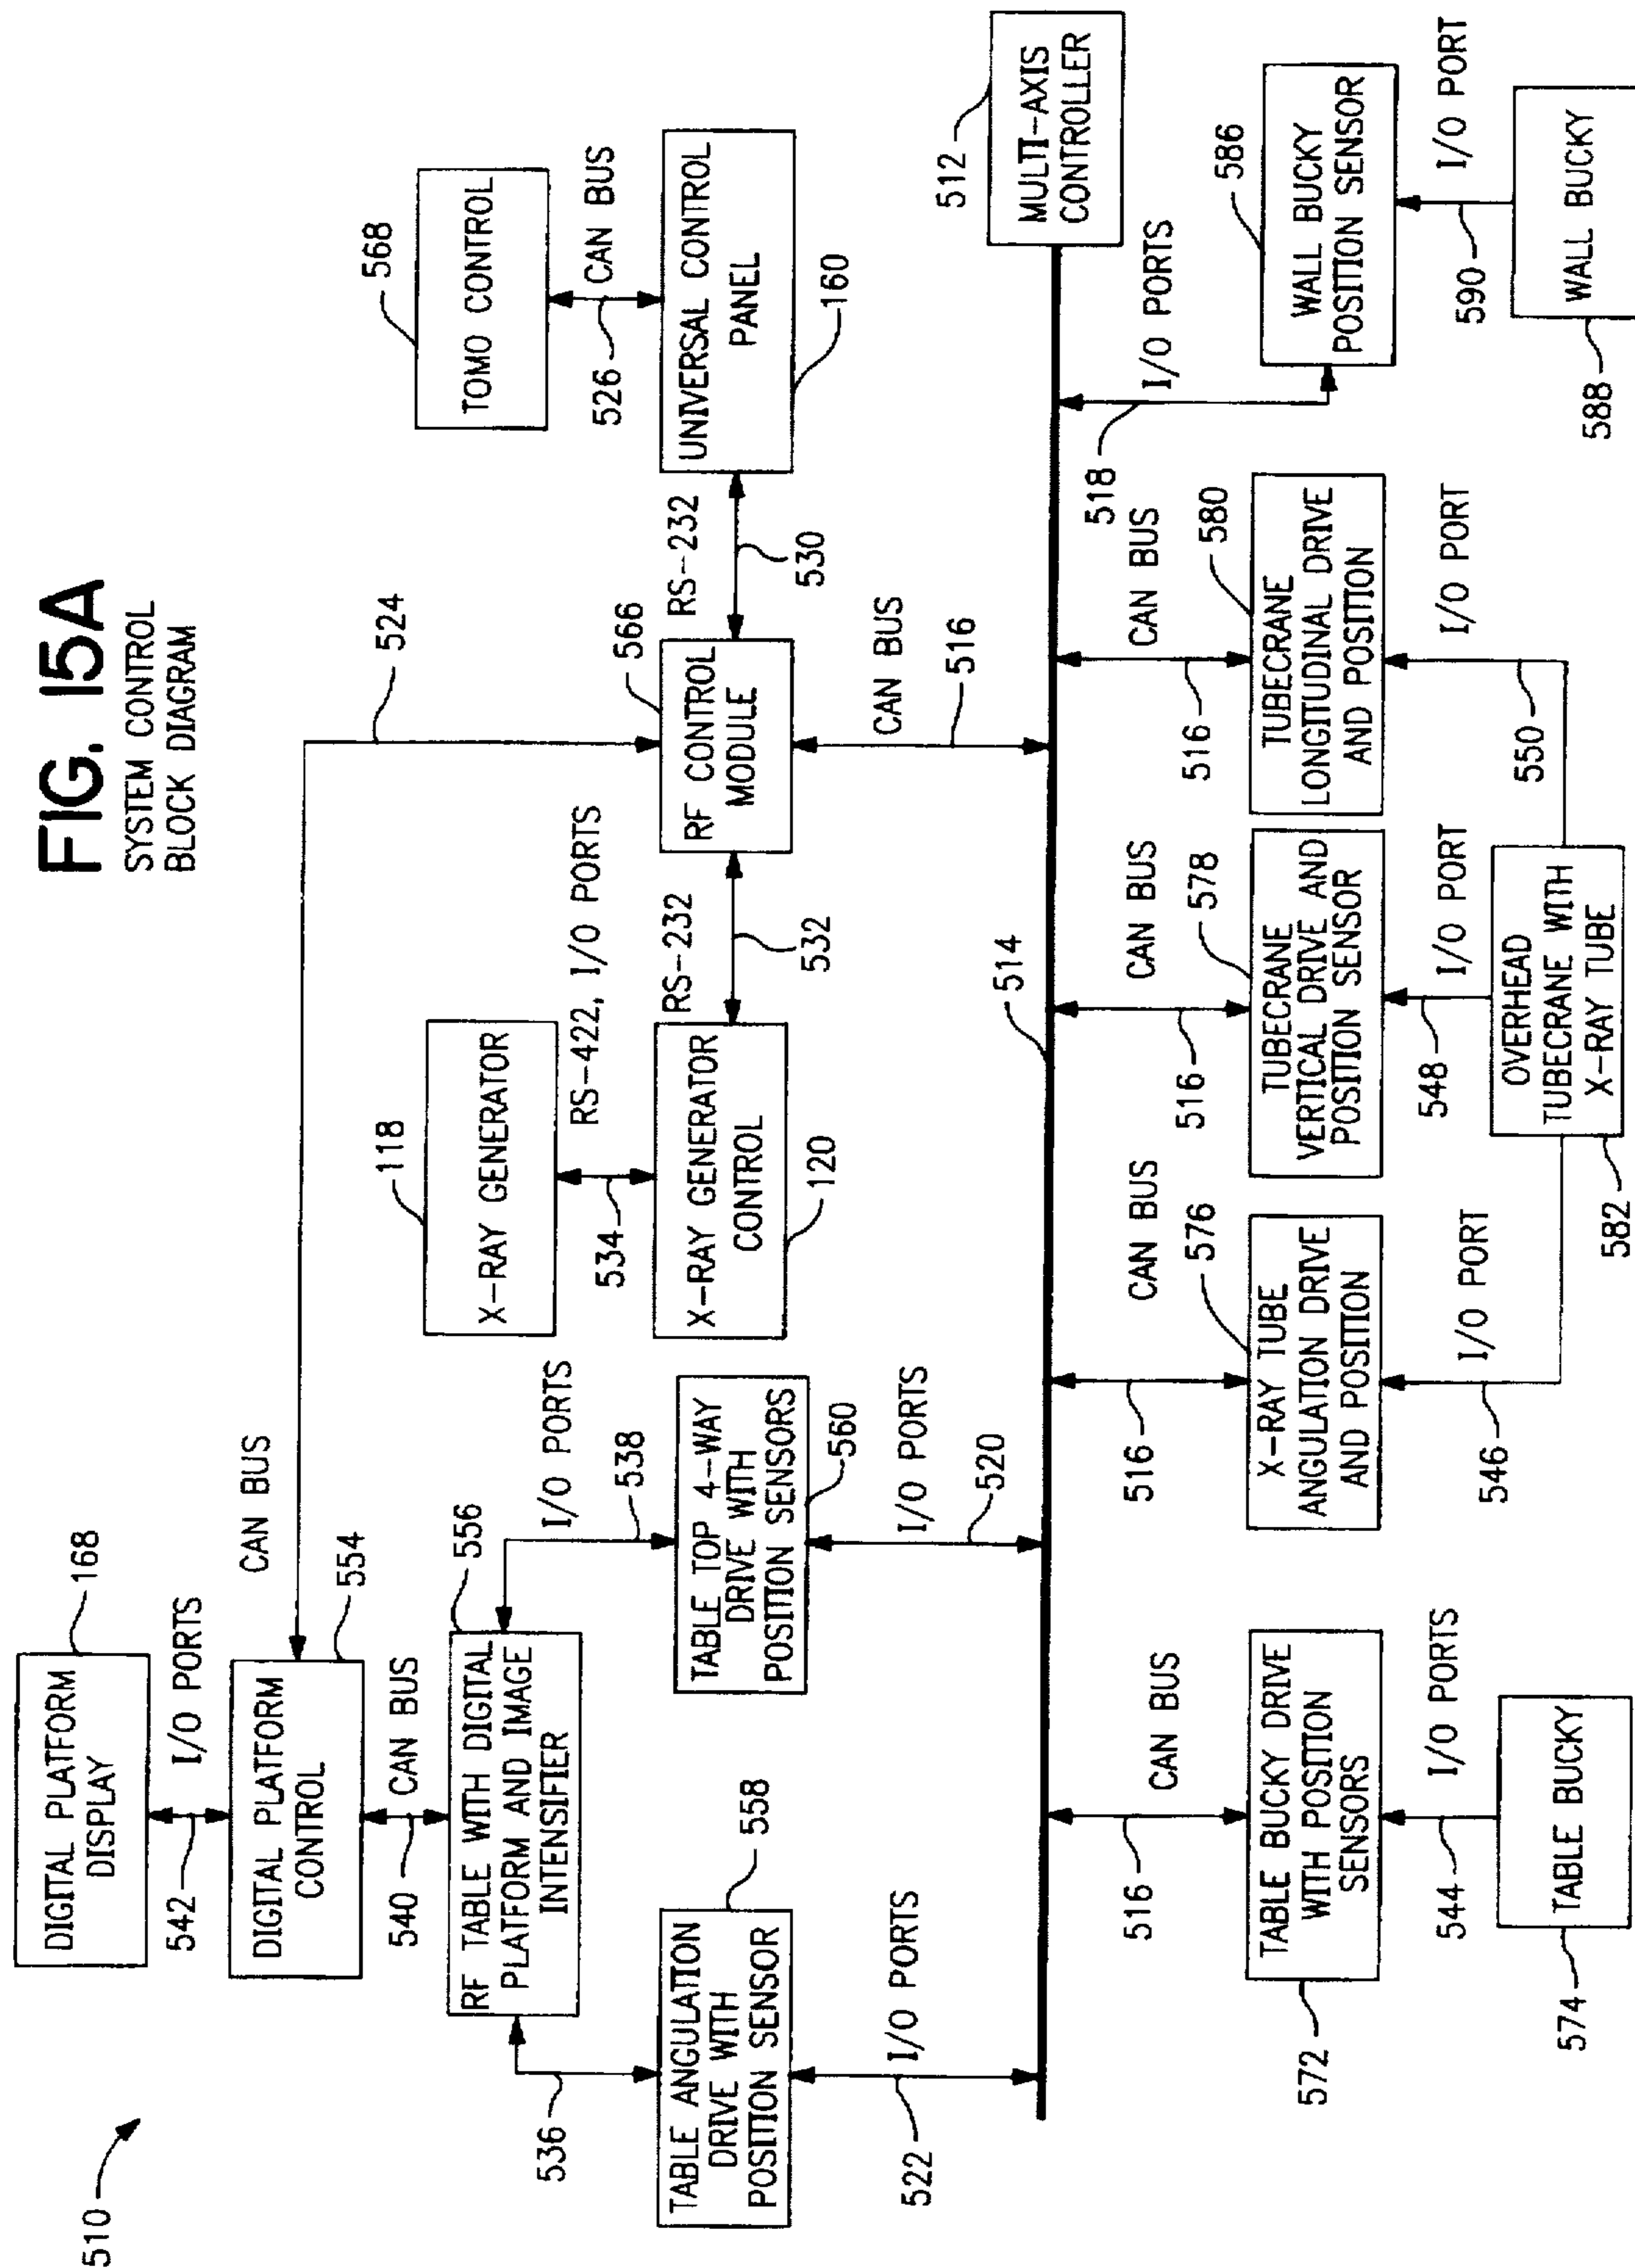 FIG. 15A
SYSTEM CONTROL
BLOCK DIAGRAM
510
DIGITAL PLATFORM
DISPLAY
168
I/O PORTS
542
DIGITAL PLATFORM
CONTROL
554
CAN BUS
524
CAN BUS
540
RF TABLE WITH DIGITAL
PLATFORM AND IMAGE
INTENSIFIER
556
I/O PORTS
538
536
TABLE ANGULATION
DRIVE WITH
POSITION SENSOR
558
I/O PORTS
522
TABLE TOP 4-WAY
DRIVE WITH
POSITION SENSORS
560
I/O PORTS
520
X-RAY GENERATOR
118
RS-422, I/O PORTS
534
X-RAY GENERATOR
CONTROL
120
RS-232
532
RF CONTROL
MODULE
566
CAN BUS
516
RS-232
530
TOMO CONTROL
568
CAN BUS
526
UNIVERSAL CONTROL
PANEL
160
514
MULTI-AXIS
CONTROLLER
512
CAN BUS
516
TABLE BUCKY DRIVE
WITH POSITION
SENSORS
572
I/O PORTS
544
TABLE BUCKY
574
CAN BUS
516
X-RAY TUBE
ANGULATION DRIVE
AND POSITION
576
I/O PORT
546
CAN BUS
516
TUBECRANE
VERTICAL DRIVE AND
POSITION SENSOR
578
I/O PORT
548
CAN BUS
516
TUBECRANE
LONGITUDINAL DRIVE
AND POSITION
580
I/O PORT
550
OVERHEAD
TUBECRANE WITH
X-RAY TUBE
582
I/O PORTS
518
WALL BUCKY
POSITION SENSOR
586
I/O PORT
590
WALL BUCKY
588